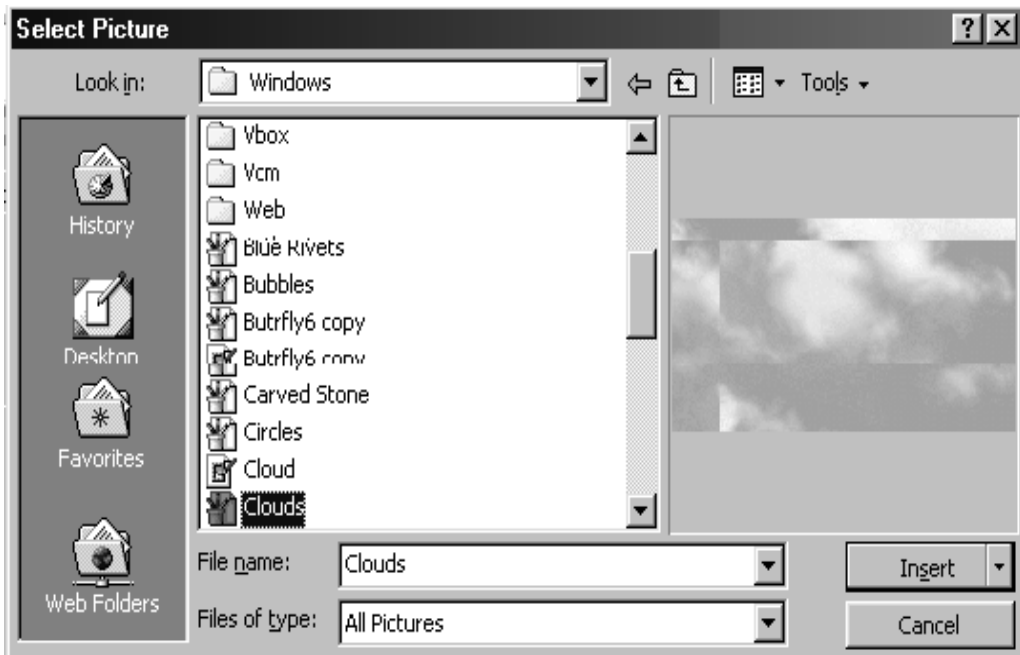 Select Picture
Look in:
Windows
Tools
History
Desktop
Favorites
Web Folders
Vbox
Vcm
Web
Blue Rivets
Bubbles
Butrfly6 copy
Butrfly6 copy
Carved Stone
Circles
Cloud
Clouds
File name:
Clouds
Insert
Files of type:
All Pictures
Cancel